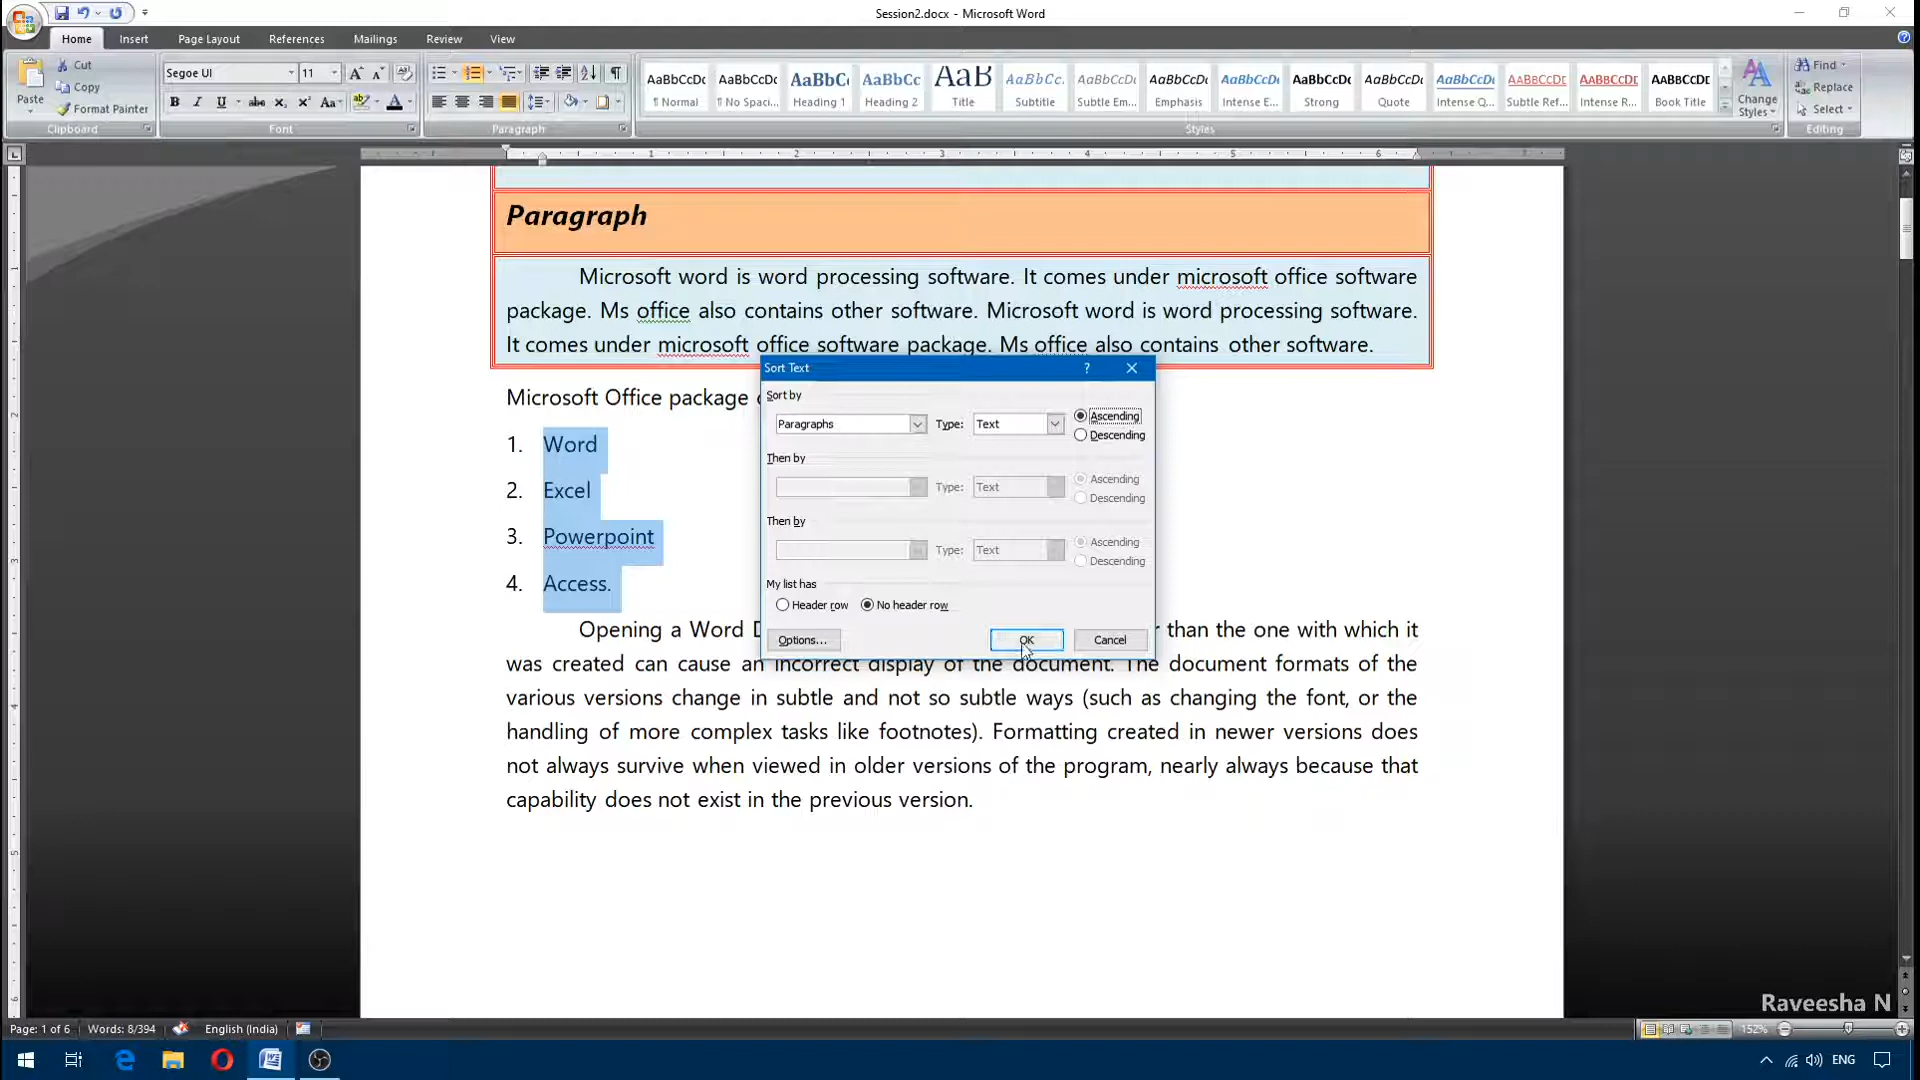 Session2.docx - Microsoft Word
Home Insert Page Layout References Mailings Review View
Paste
Cut
Copy
Format Painter
Clipboard
Segoe UI 11
Font
Paragraph
AaBbCcDc AaBbCcDc AaBbC AaBbCc AaB AaBbCc. AaBbCcDc AaBbCcDc AaBbCcDc AaBbCcDc AaBbCcDc AaBbCcDc AaBbCcDc AaBbCcDc AaBbCcDc
¶ Normal ¶ No Spaci... Heading 1 Heading 2 Title Subtitle Subtle Em... Emphasis Intense E... Strong Quote Intense Q... Subtle Ref... Intense R... Book Title
Styles
Change Styles
Find
Replace
Select
Editing
Paragraph
Microsoft word is word processing software. It comes under microsoft office software
package. Ms office also contains other software. Microsoft word is word processing software.
It comes under microsoft office software package. Ms office also contains other software.
Microsoft Office package
1. Word
2. Excel
3. Powerpoint
4. Access.
Sort Text ?
Sort by
Paragraphs Type: Text Ascending
Descending
Then by
Type: Text Ascending
Descending
Then by
Type: Text Ascending
Descending
My list has
Header row No header row
Options... OK Cancel
Opening a Word than the one with which it
was created can cause an incorrect display of the document. The document formats of the
various versions change in subtle and not so subtle ways (such as changing the font, or the
handling of more complex tasks like footnotes). Formatting created in newer versions does
not always survive when viewed in older versions of the program, nearly always because that
capability does not exist in the previous version.
Raveesha N
Page: 1 of 6 Words: 8/394 English (India) 152%
ENG